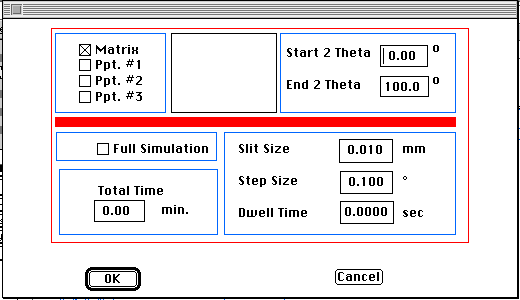 Matrix
Ppt. #1
Ppt. #2
Ppt. #3
Start 2 Theta 0.00 o
End 2 Theta 100.0 o
Full Simulation
Total Time
0.00 min.
Slit Size 0.010 mm
Step Size 0.100 °
Dwell Time 0.0000 sec
OK
Cancel